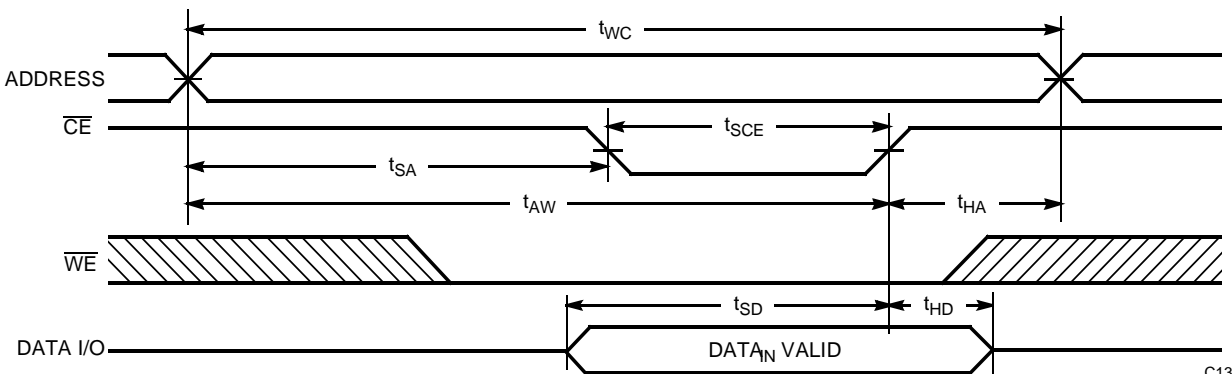 tWC
ADDRESS
CE
tSCE
tSA
tAW
tHA
WE
tSD
tHD
DATA I/O
DATAIN VALID